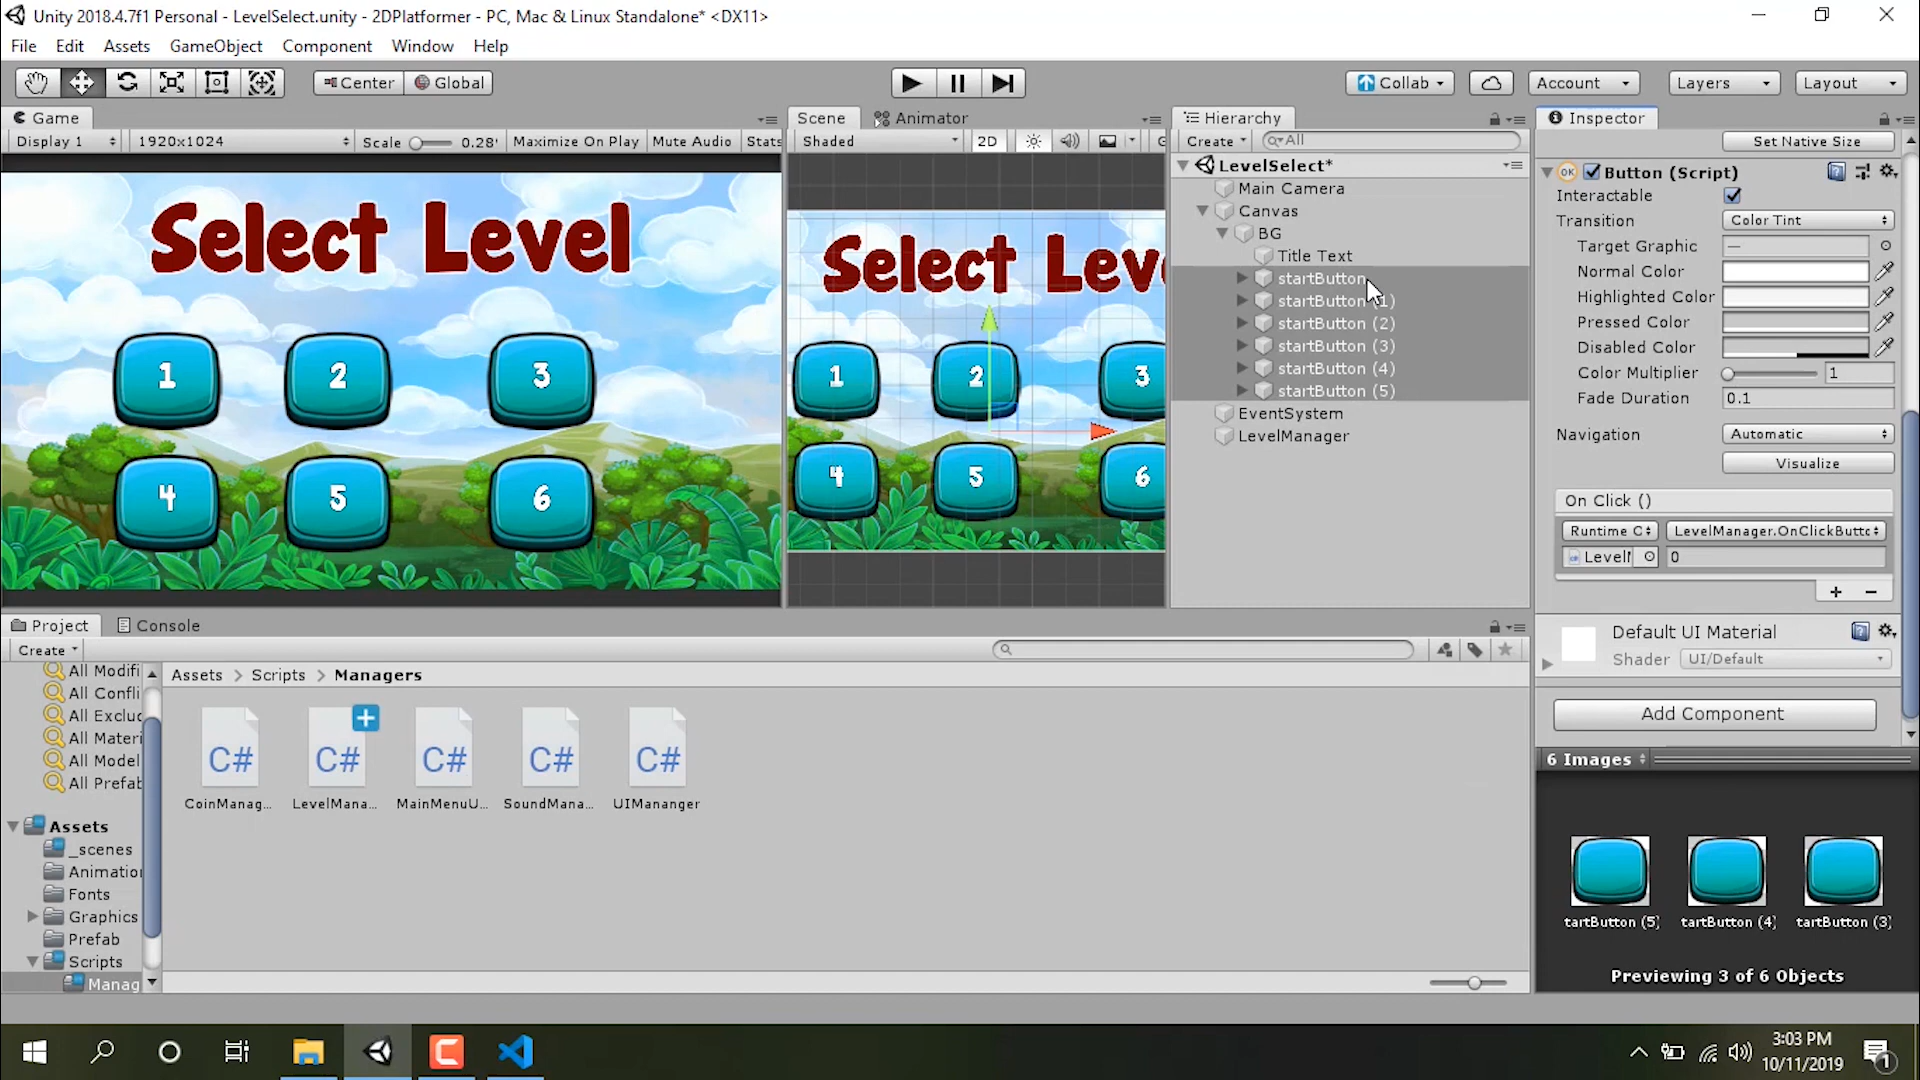 Unity 2018.4.7f1 Personal - LevelSelect.unity - 2DPlatformer - PC, Mac & Linux Standalone* <DX11>
File Edit Assets GameObject Component Window Help
Center Global Collab Account Layers Layout
Game Scene Animator Hierarchy Inspector
Display 1 1920x1024 Scale 0.28 Maximize On Play Mute Audio Stats
Shaded 2D
Create All
Set Native Size
LevelSelect*
Main Camera
Canvas
BG
Title Text
startButton
startButton (1)
startButton (2)
startButton (3)
startButton (4)
startButton (5)
EventSystem
LevelManager
Select Level
1 2 3
4 5 6
Select Leve
1 2 3
4 5 6
OK Button (Script)
Interactable
Transition Color Tint
Target Graphic —
Normal Color
Highlighted Color
Pressed Color
Disabled Color
Color Multiplier 1
Fade Duration 0.1
Navigation Automatic
Visualize
On Click ()
Runtime LevelManager.OnClickButto
Level 0
+ −
Default UI Material
Shader UI/Default
Add Component
6 Images
tartButton (5) tartButton (4) tartButton (3)
Previewing 3 of 6 Objects
Project Console
Create
All Modifi
All Confli
All Exclud
All Materi
All Model
All Prefab
Assets
_scenes
Animatio
Fonts
Graphics
Prefab
Scripts
Manag
Assets > Scripts > Managers
C# C# C# C# C#
CoinManag... LevelMana... MainMenuU... SoundMana... UIMananger
3:03 PM
10/11/2019
1